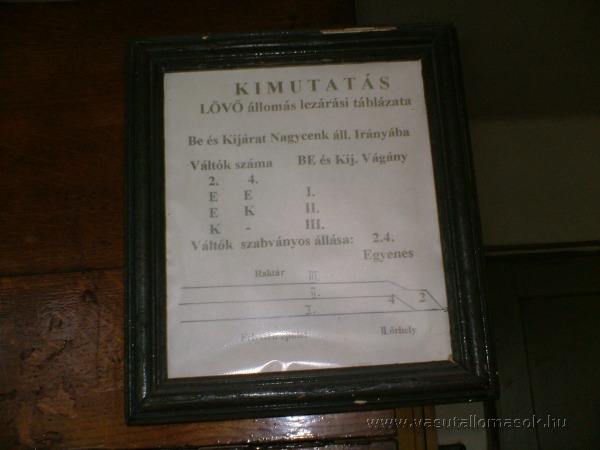 KIMUTATÁS
LÖVŐ állomás lezárási táblázata
Be és Kijárat Nagycenk áll. Irányába
Váltók száma BE és Kij. Vágány
2. 4.
E E I.
E K II.
K - III.
Váltók szabványos állása: 2.4.
Egyenes
Raktár III.
4 2
II.őrhely
www.vasutallomasok.hu